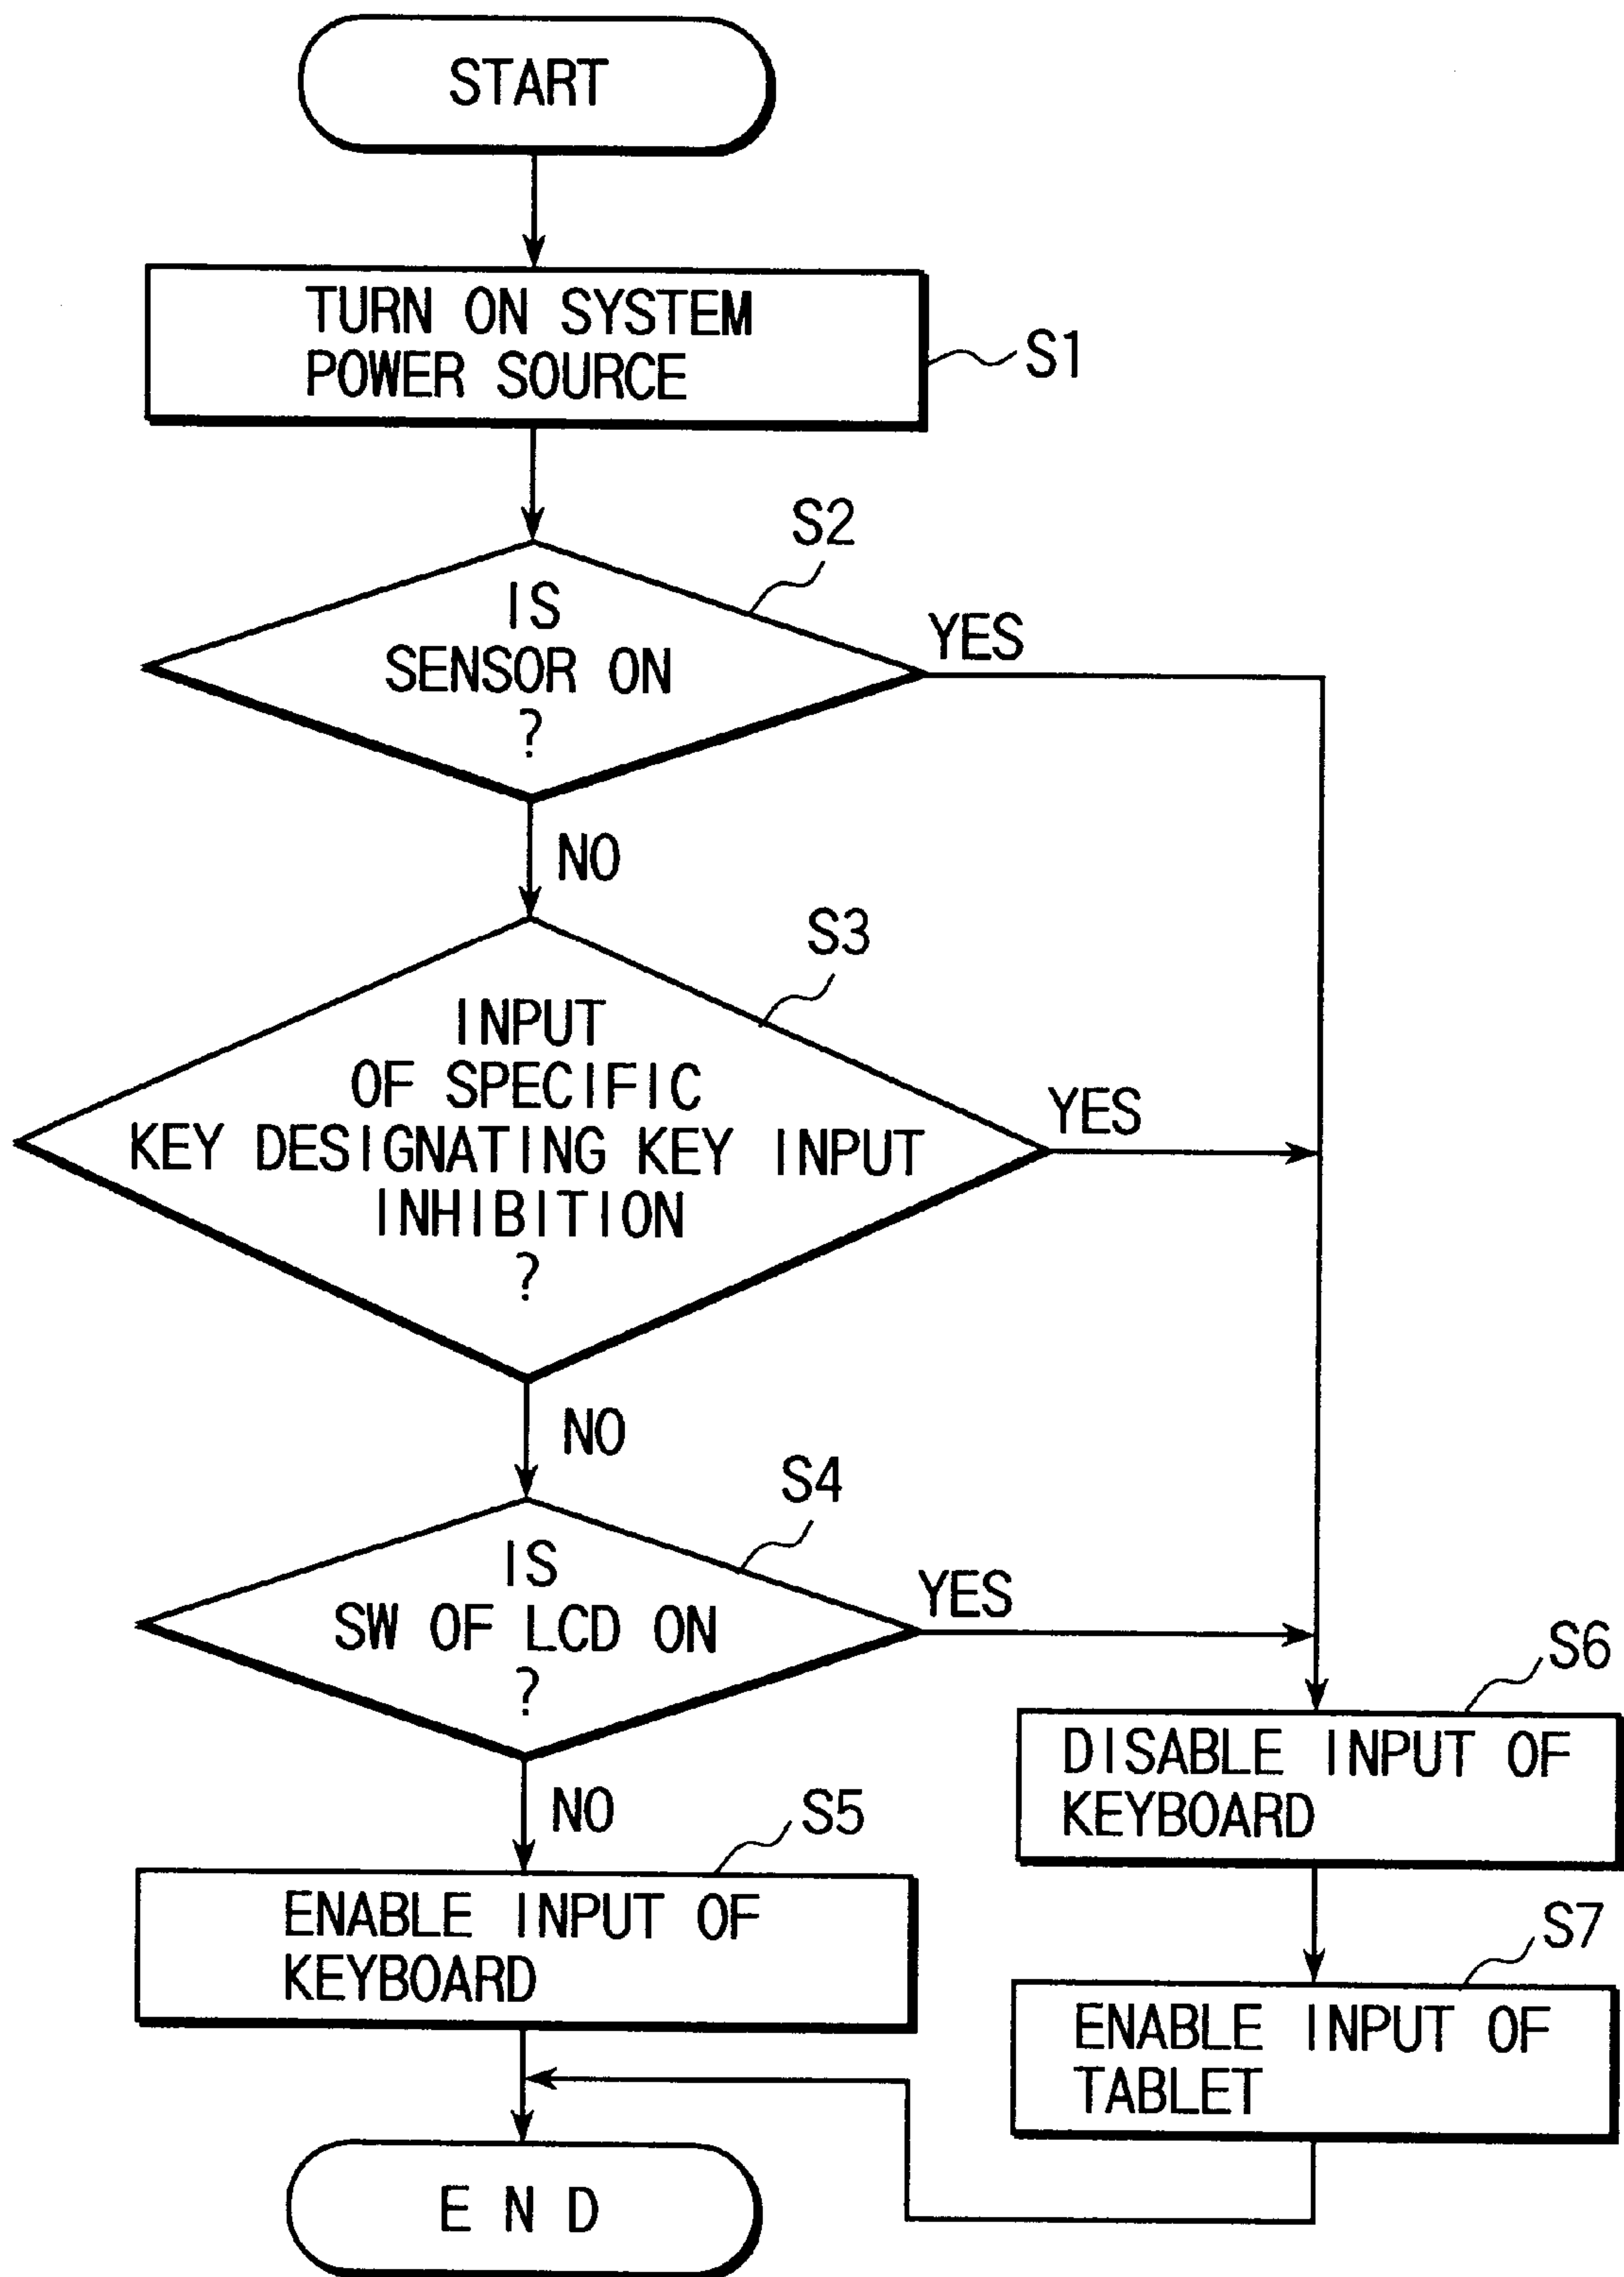 START
TURN ON SYSTEM
POWER SOURCE
S1
S2
IS
SENSOR ON
?
YES
NO
S3
INPUT
OF SPECIFIC
KEY DESIGNATING KEY INPUT
INHIBITION
?
YES
NO
S4
IS
SW OF LCD ON
?
YES
NO
S5
ENABLE INPUT OF
KEYBOARD
S6
DISABLE INPUT OF
KEYBOARD
S7
ENABLE INPUT OF
TABLET
END